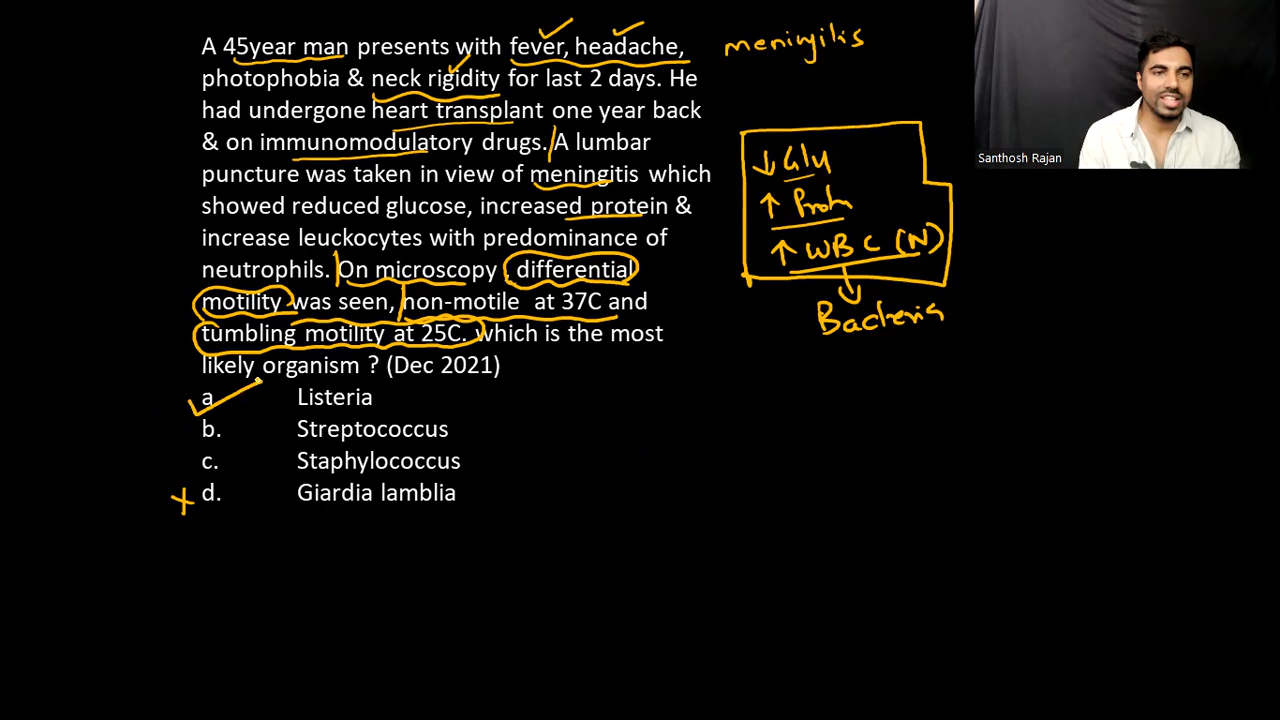 A 45year man presents with fever, headache,
photophobia & neck rigidity for last 2 days. He
had undergone heart transplant one year back
& on immunomodulatory drugs. A lumbar
puncture was taken in view of meningitis which
showed reduced glucose, increased protein &
increase leuckocytes with predominance of
neutrophils. On microscopy , differential
motility was seen, non-motile at 37C and
tumbling motility at 25C. which is the most
likely organism ? (Dec 2021)
a. Listeria
b. Streptococcus
c. Staphylococcus
d. Giardia lamblia
meningitis
↓ Glu
↑ Protn
↑ WBC (N)
Bacteria
Santhosh Rajan